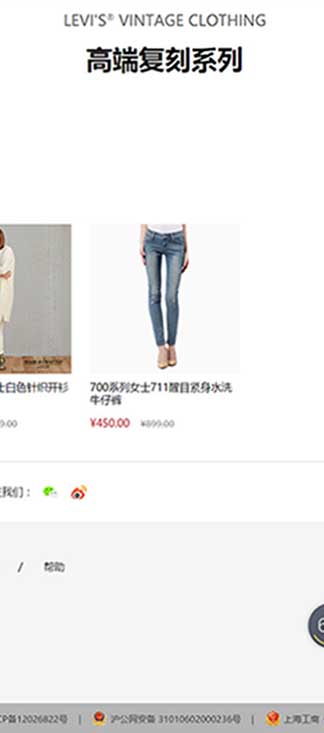 LEVI'S® VINTAGE CLOTHING
高端复刻系列
士白色针织开衫
700系列女士711醒目紧身水洗
牛仔裤
9.00
¥450.00 ¥899.00
我们：
/ 帮助
CP备12026822号 | 沪公网安备 31010602000236号 | 上海工商